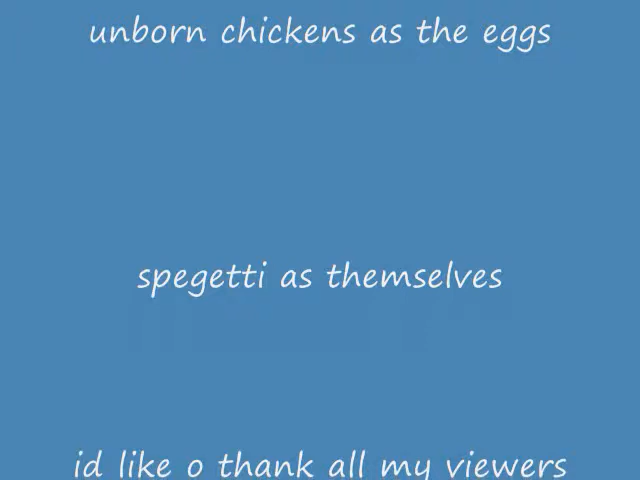 unborn chickens as the eggs
spegetti as themselves
id like o thank all my viewers